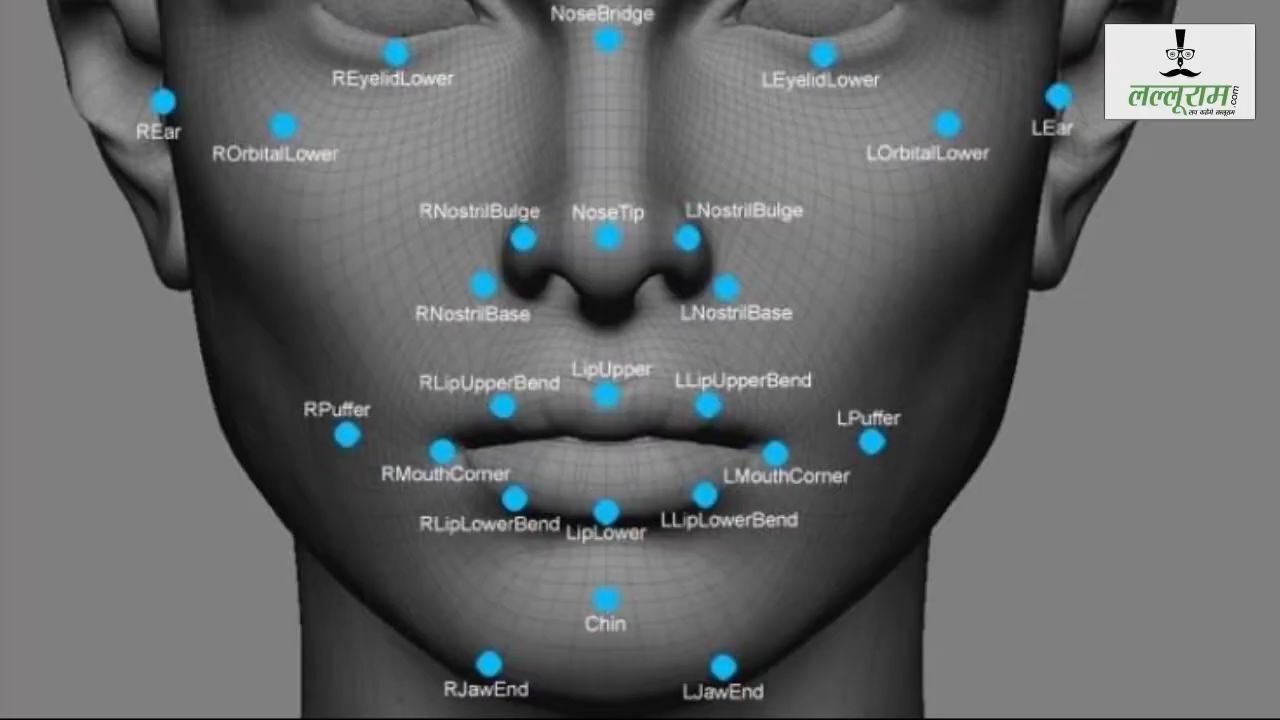 NoseBridge
REyelidLower
LEyelidLower
REar
LEar
ROrbitalLower
LOrbitalLower
लल्लूराम.com
RNostrilBulge
NoseTip
LNostrilBulge
RNostrilBase
LNostrilBase
LipUpper
RLipUpperBend
LLipUpperBend
RPuffer
LPuffer
RMouthCorner
LMouthCorner
RLipLowerBend
LipLower
LLipLowerBend
Chin
RJawEnd
LJawEnd